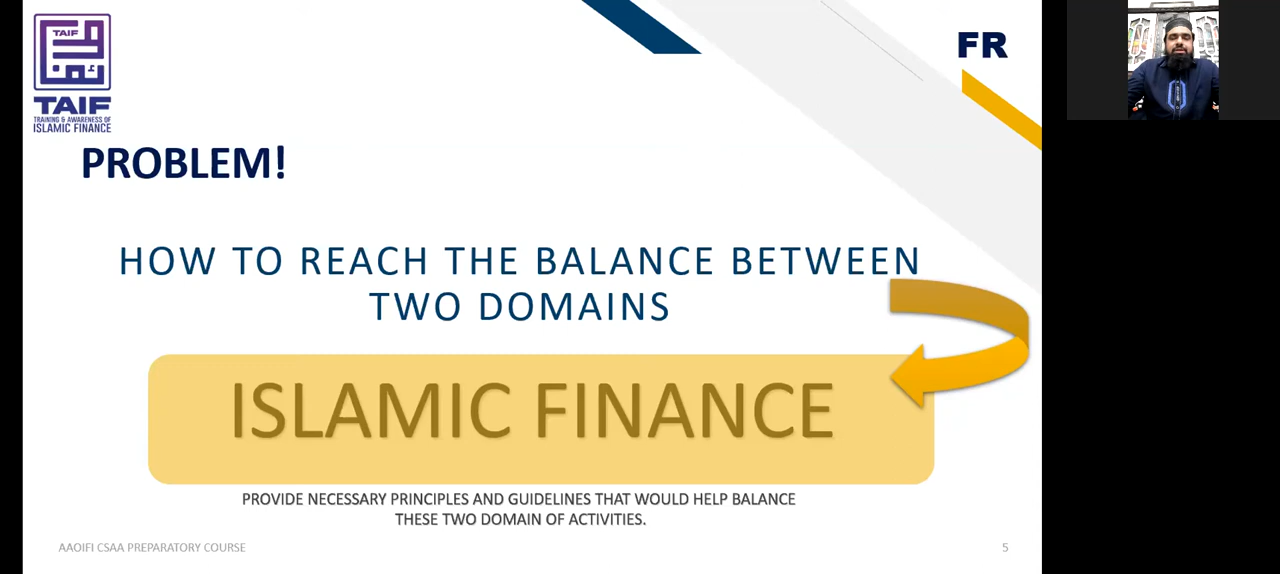 TAIF
TAIF
TRAINING & AWARENESS OF
ISLAMIC FINANCE
FR
PROBLEM!
HOW TO REACH THE BALANCE BETWEEN
TWO DOMAINS
ISLAMIC FINANCE
PROVIDE NECESSARY PRINCIPLES AND GUIDELINES THAT WOULD HELP BALANCE
THESE TWO DOMAIN OF ACTIVITIES.
AAOIFI CSAA PREPARATORY COURSE
5